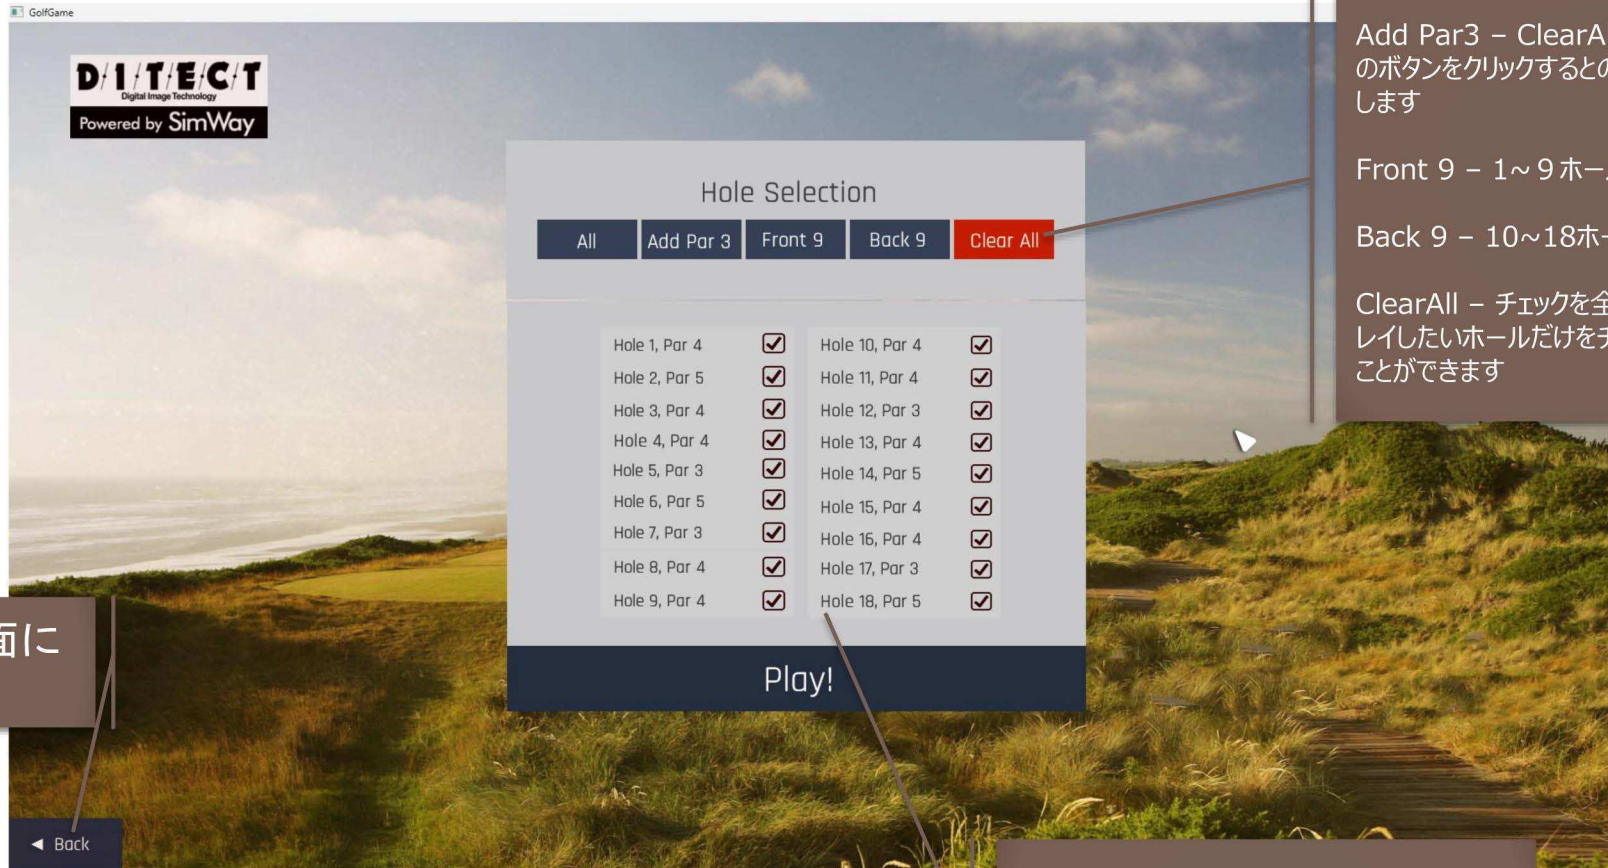 GolfGame
D/I/T/E/C/T
Digital Image Technology
Powered by SimWay
Hole Selection
All
Add Par 3
Front 9
Back 9
Clear All
Hole 1, Par 4
Hole 2, Par 5
Hole 3, Par 4
Hole 4, Par 4
Hole 5, Par 3
Hole 6, Par 5
Hole 7, Par 3
Hole 8, Par 4
Hole 9, Par 4
Hole 10, Par 4
Hole 11, Par 4
Hole 12, Par 3
Hole 13, Par 4
Hole 14, Par 5
Hole 15, Par 4
Hole 16, Par 4
Hole 17, Par 3
Hole 18, Par 5
Play!
◄ Back
面に
Add Par3 – ClearA
のボタンをクリックすると
します
Front 9 – 1~９ホー
Back 9 – 10~18ホ
ClearAll – チェックを全
レイしたいホールだけを
ことができます